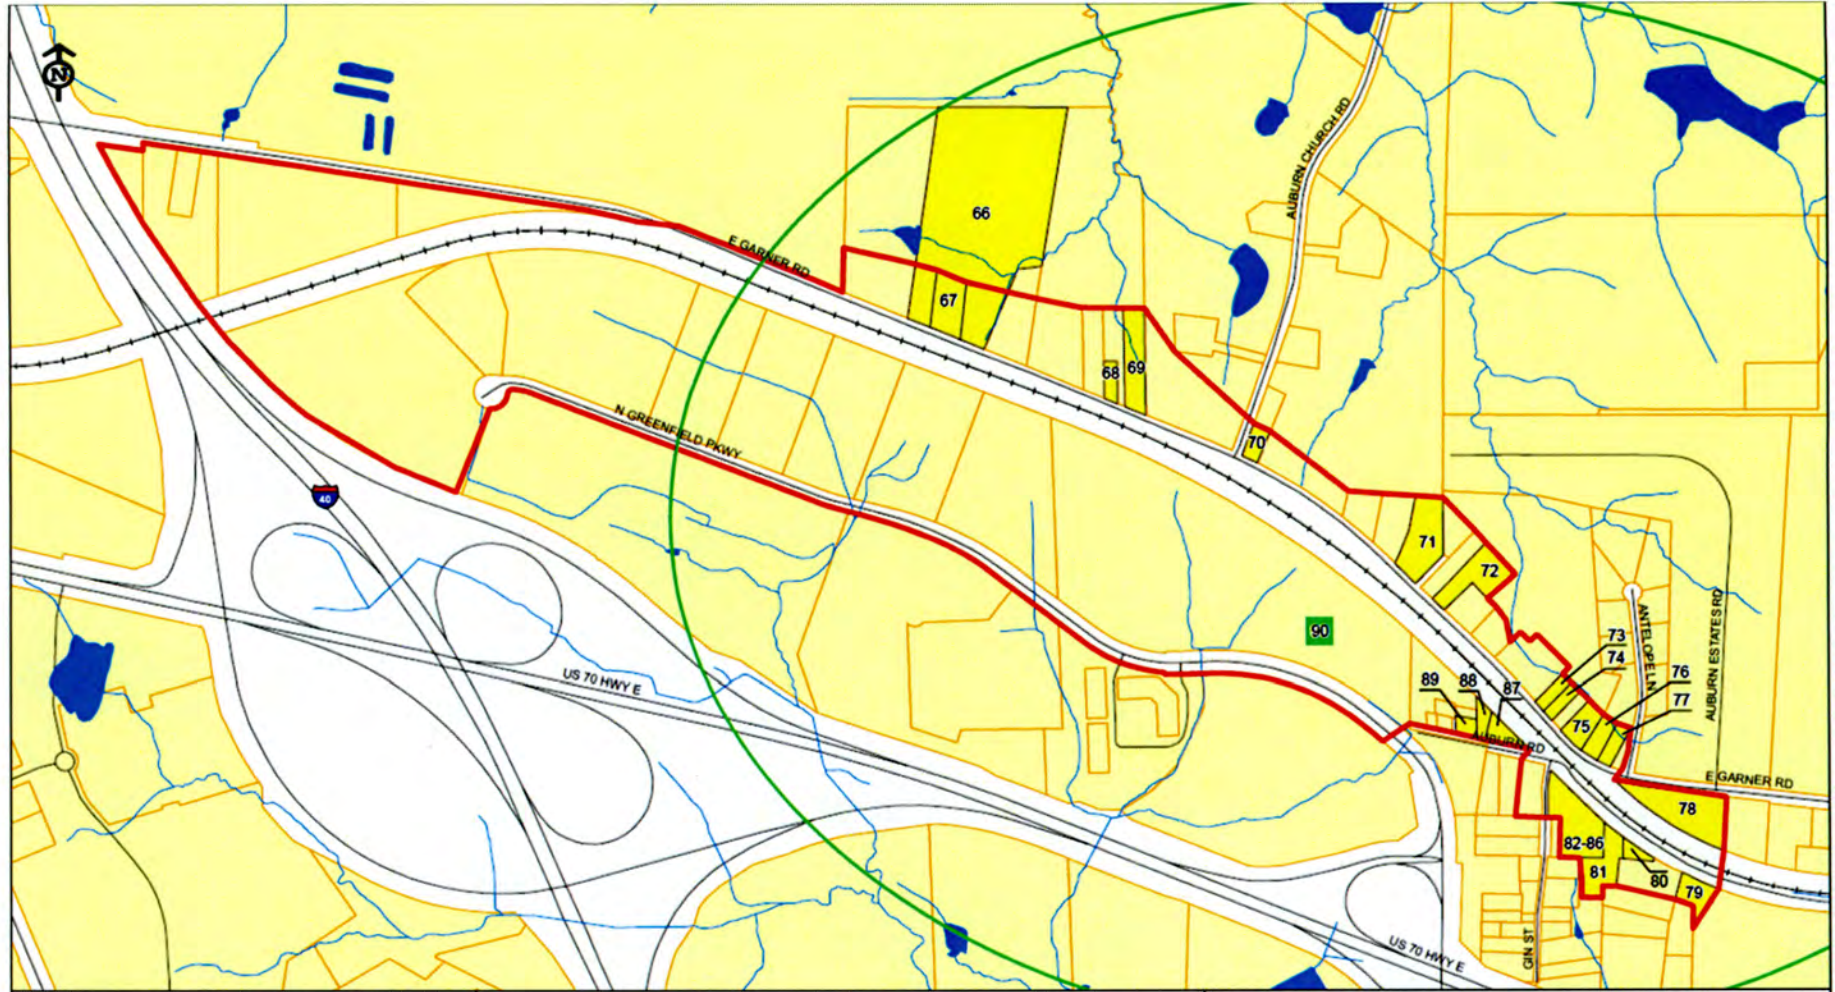 N
AUBURN CHURCH RD
66
E GARNER RD
67
68
69
N GREENFIELD PKWY
70
40
71
72
90
ANTELOPE LN
AUBURN ESTATES RD
73
74
76
77
US 70 HWY E
89
88
87
75
AUBURN RD
E GARNER RD
78
82-86
81
80
79
GIN ST
US 70 HWY E